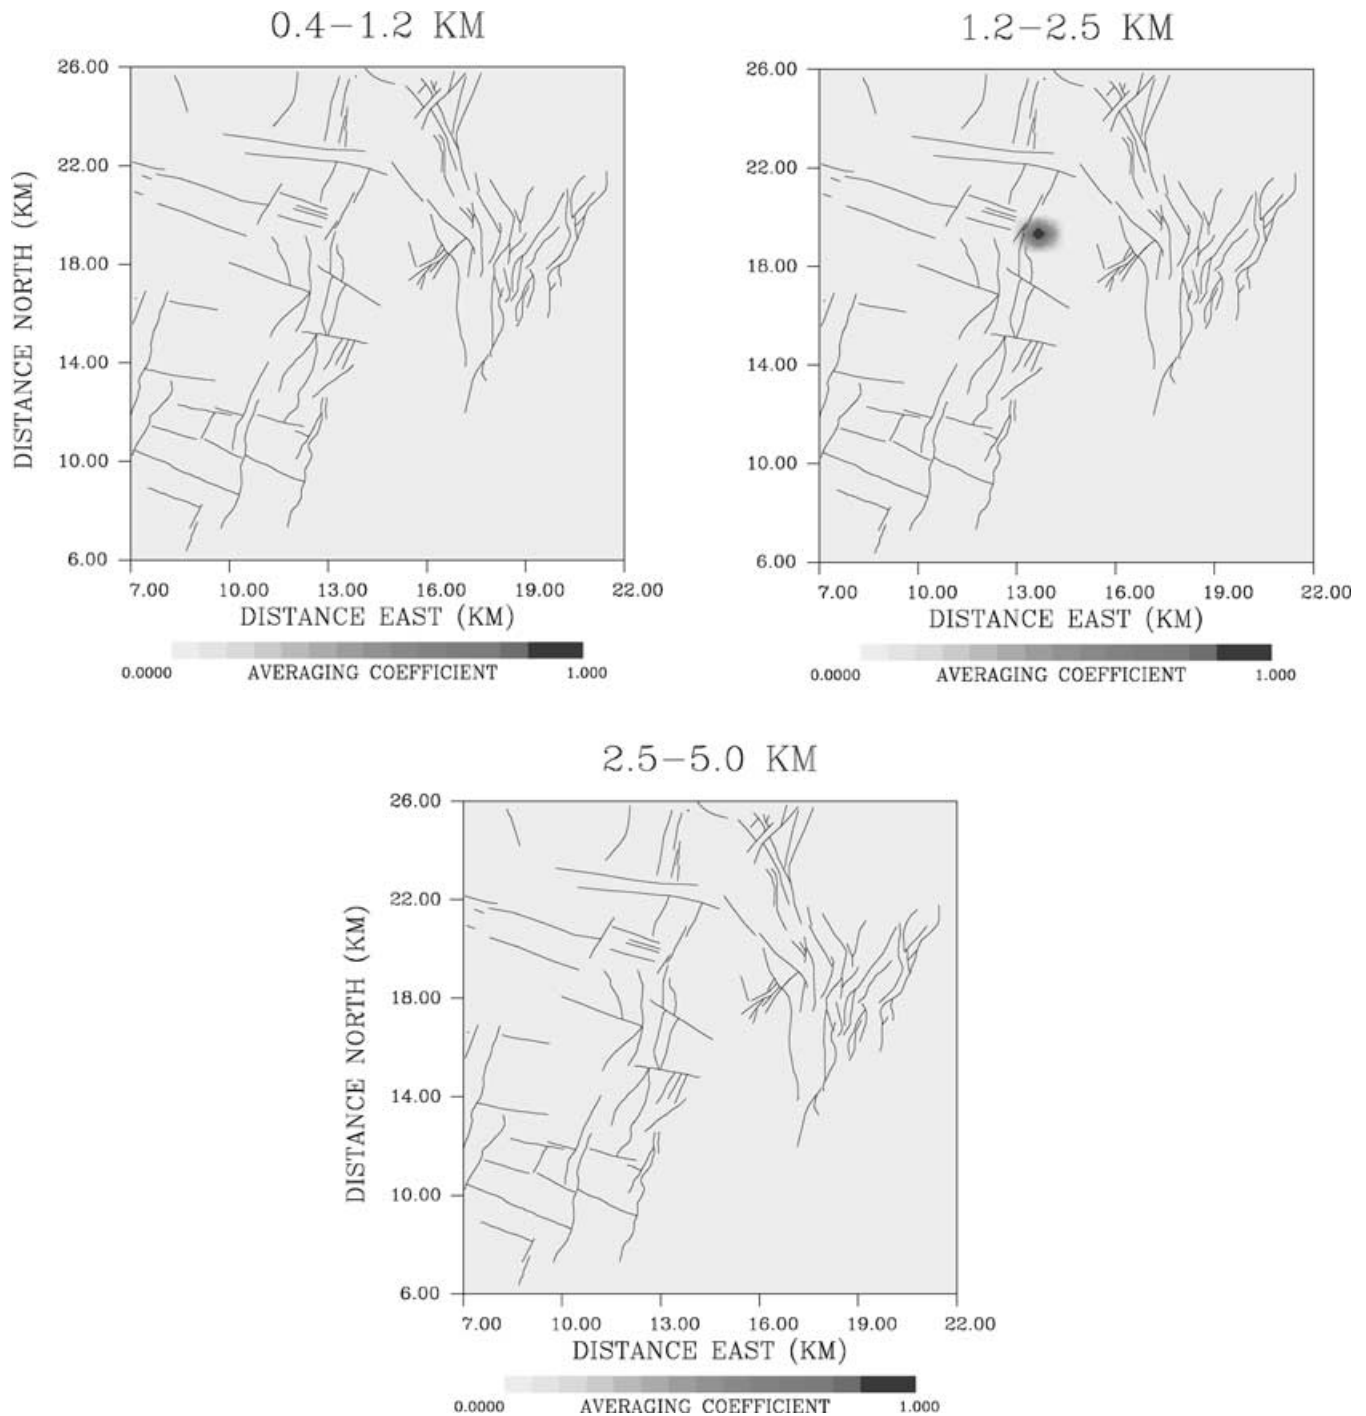 0.4–1.2 KM
26.00
22.00
18.00
14.00
10.00
6.00
DISTANCE NORTH (KM)
7.00 10.00 13.00 16.00 19.00 22.00
DISTANCE EAST (KM)
0.0000 AVERAGING COEFFICIENT 1.000
1.2–2.5 KM
26.00
22.00
18.00
14.00
10.00
6.00
7.00 10.00 13.00 16.00 19.00 22.00
DISTANCE EAST (KM)
0.0000 AVERAGING COEFFICIENT 1.000
2.5–5.0 KM
26.00
22.00
18.00
14.00
10.00
6.00
DISTANCE NORTH (KM)
7.00 10.00 13.00 16.00 19.00 22.00
DISTANCE EAST (KM)
0.0000 AVERAGING COEFFICIENT 1.000